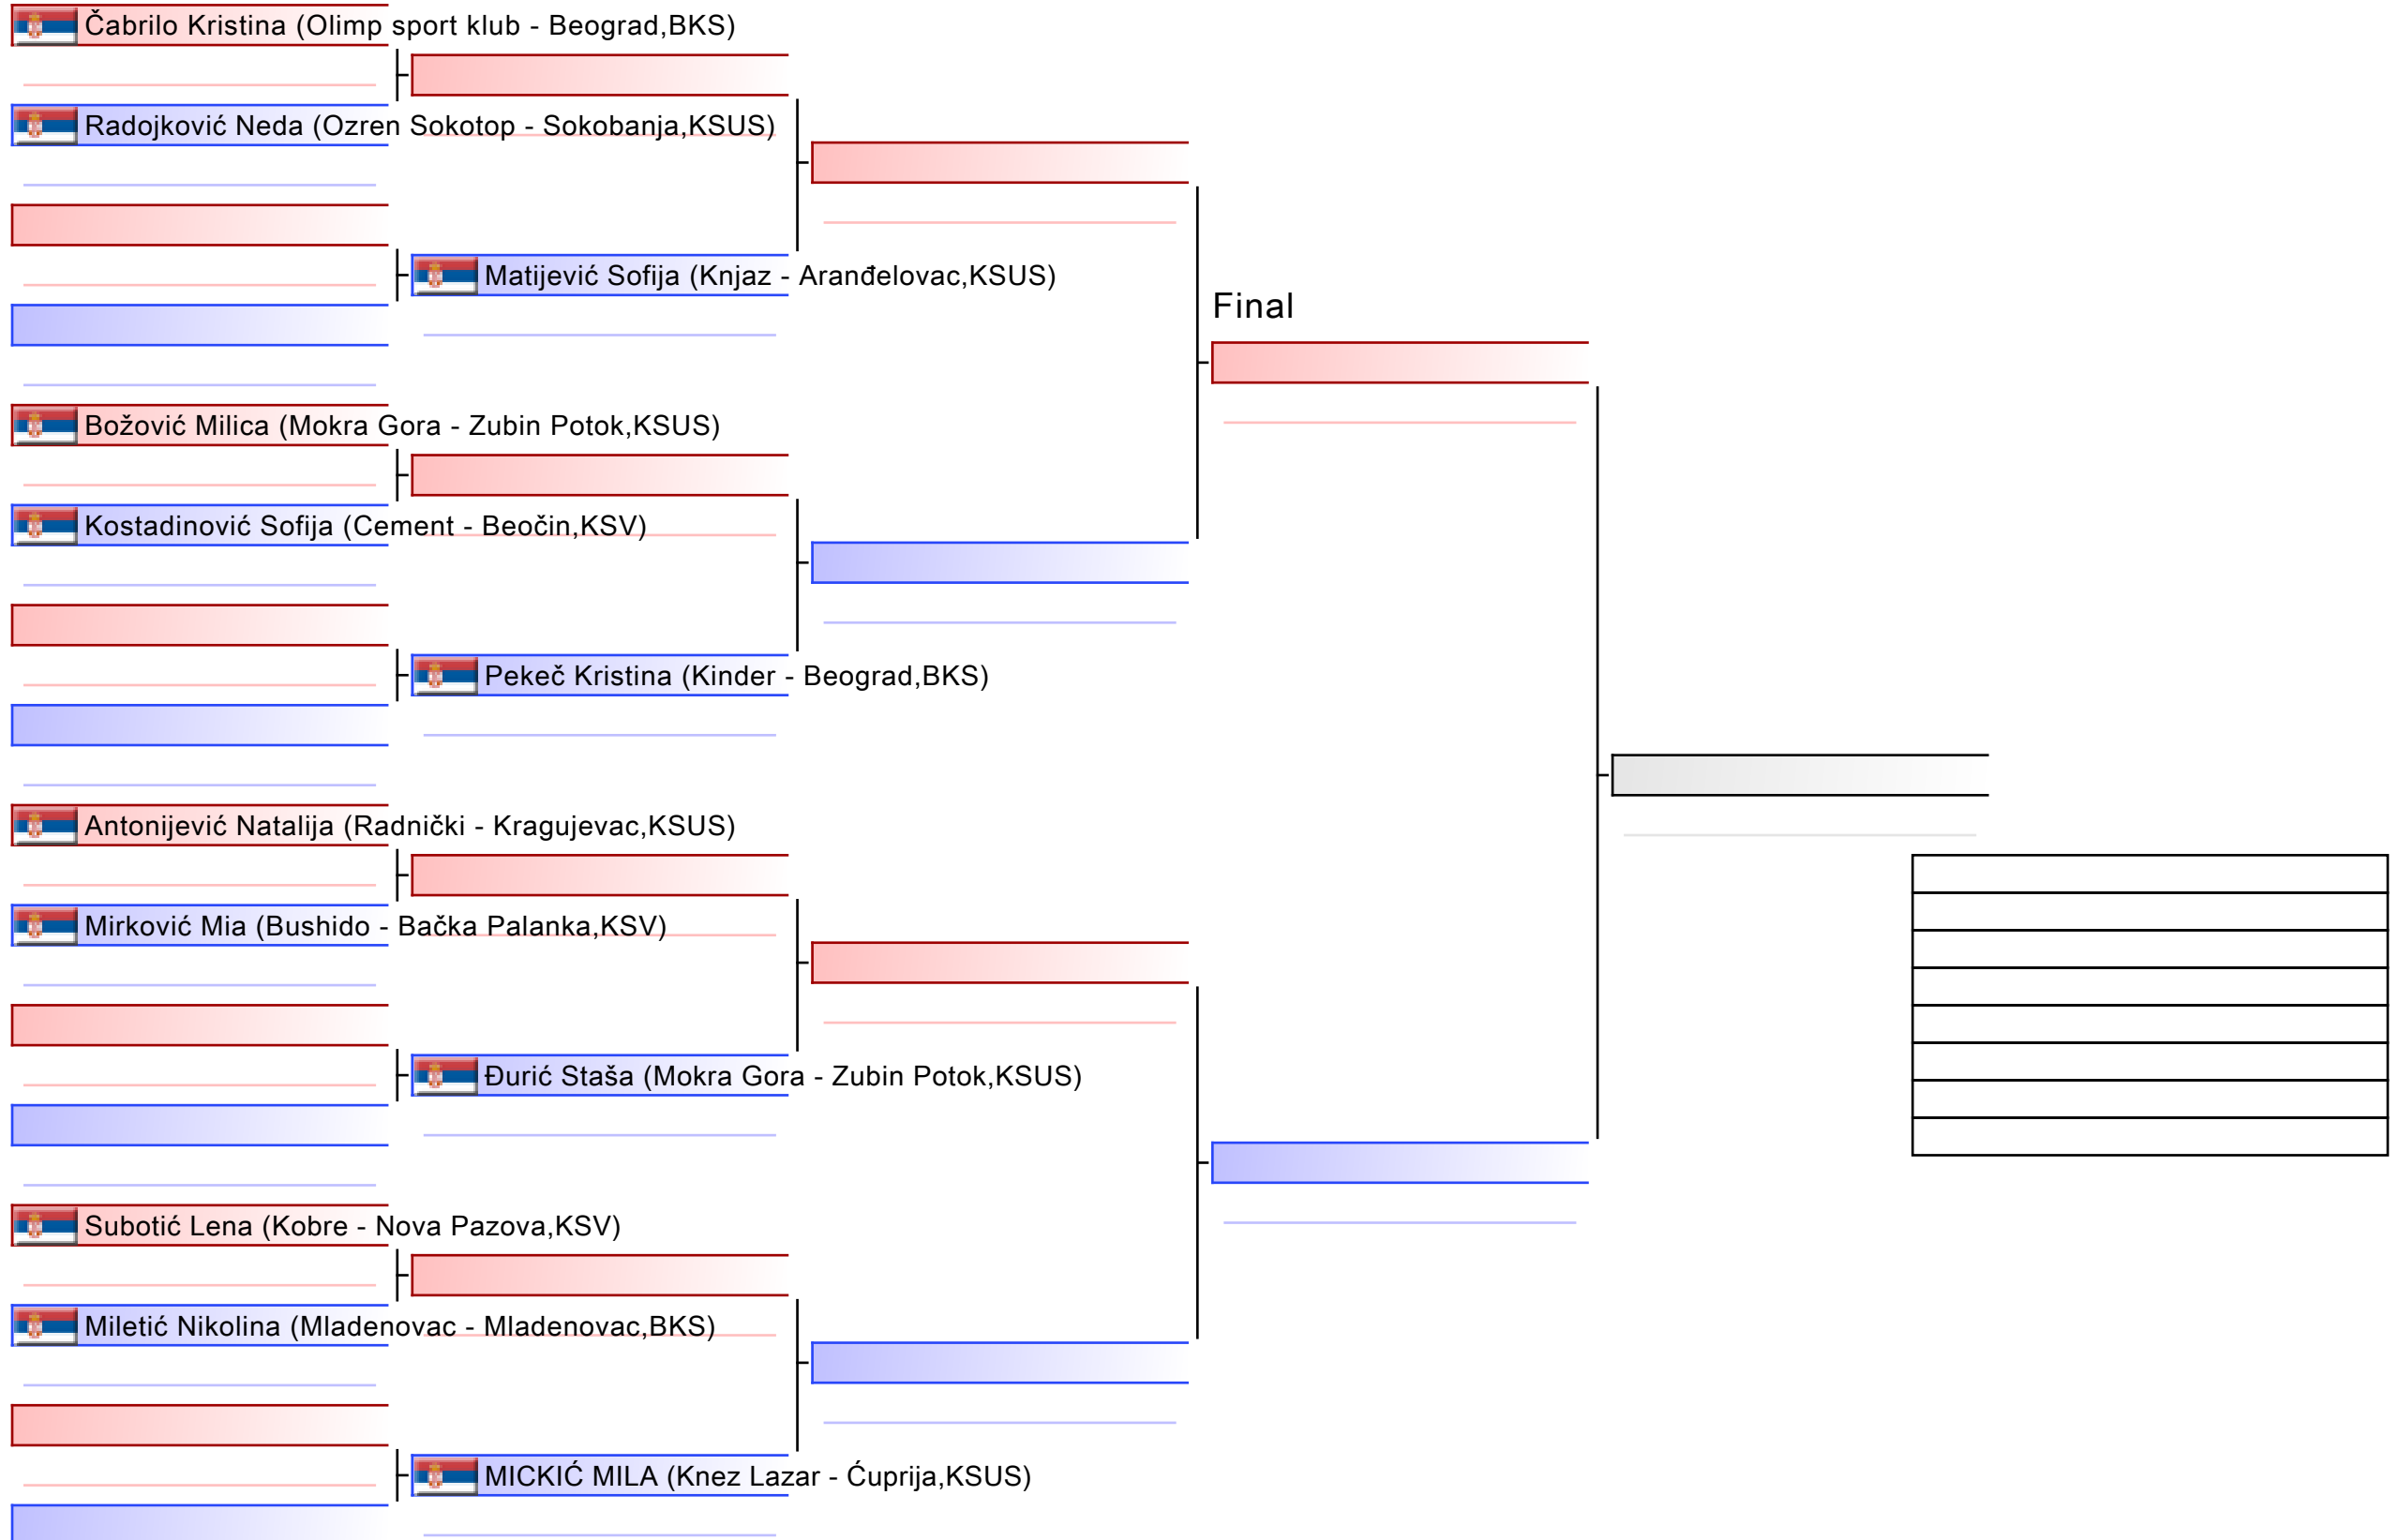 Čabrilo Kristina (Olimp sport klub - Beograd,BKS)
Radojković Neda (Ozren Sokotop - Sokobanja,KSUS)
Matijević Sofija (Knjaz - Aranđelovac,KSUS)
Final
Božović Milica (Mokra Gora - Zubin Potok,KSUS)
Kostadinović Sofija (Cement - Beočin,KSV)
Pekeč Kristina (Kinder - Beograd,BKS)
Antonijević Natalija (Radnički - Kragujevac,KSUS)
Mirković Mia (Bushido - Bačka Palanka,KSV)
Đurić Staša (Mokra Gora - Zubin Potok,KSUS)
Subotić Lena (Kobre - Nova Pazova,KSV)
Miletić Nikolina (Mladenovac - Mladenovac,BKS)
MICKIĆ MILA (Knez Lazar - Ćuprija,KSUS)